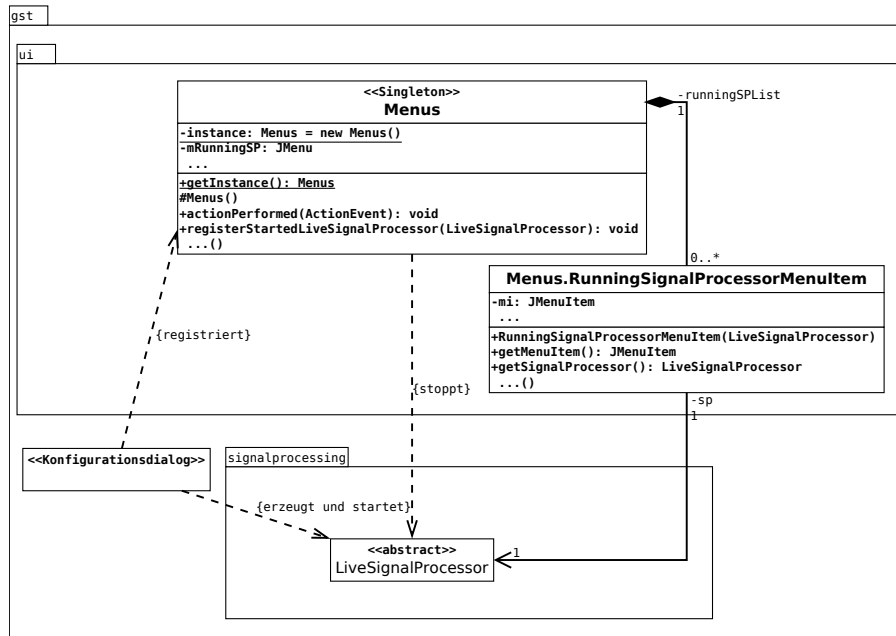 gst
ui
<<Singleton>>
Menus
-instance: Menus = new Menus()
-mRunningSP: JMenu
...
+getInstance(): Menus
#Menus()
+actionPerformed(ActionEvent): void
+registerStartedLiveSignalProcessor(LiveSignalProcessor): void
...()
-runningSPList
1
0..*
Menus.RunningSignalProcessorMenuItem
-mi: JMenuItem
...
+RunningSignalProcessorMenuItem(LiveSignalProcessor)
+getMenuItem(): JMenuItem
+getSignalProcessor(): LiveSignalProcessor
...()
{registriert}
{stoppt}
-sp
1
<<Konfigurationsdialog>>
signalprocessing
{erzeugt und startet}
<<abstract>>
LiveSignalProcessor
1